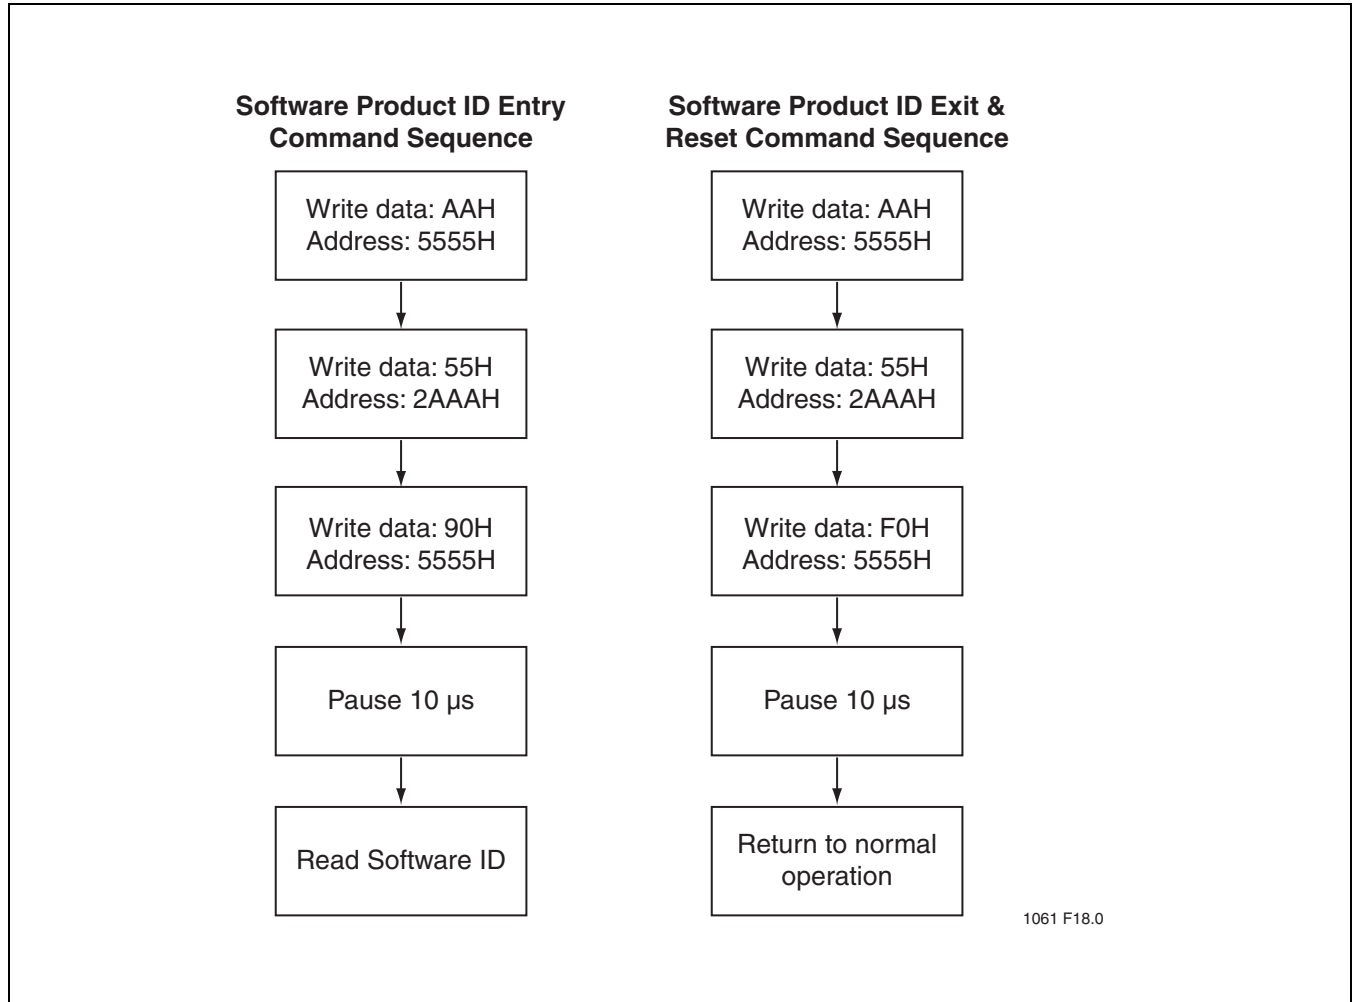 Software Product ID Entry
Command Sequence
Write data: AAH
Address: 5555H
Write data: 55H
Address: 2AAAH
Write data: 90H
Address: 5555H
Pause 10 µs
Read Software ID
Software Product ID Exit &
Reset Command Sequence
Write data: AAH
Address: 5555H
Write data: 55H
Address: 2AAAH
Write data: F0H
Address: 5555H
Pause 10 µs
Return to normal
operation
1061 F18.0